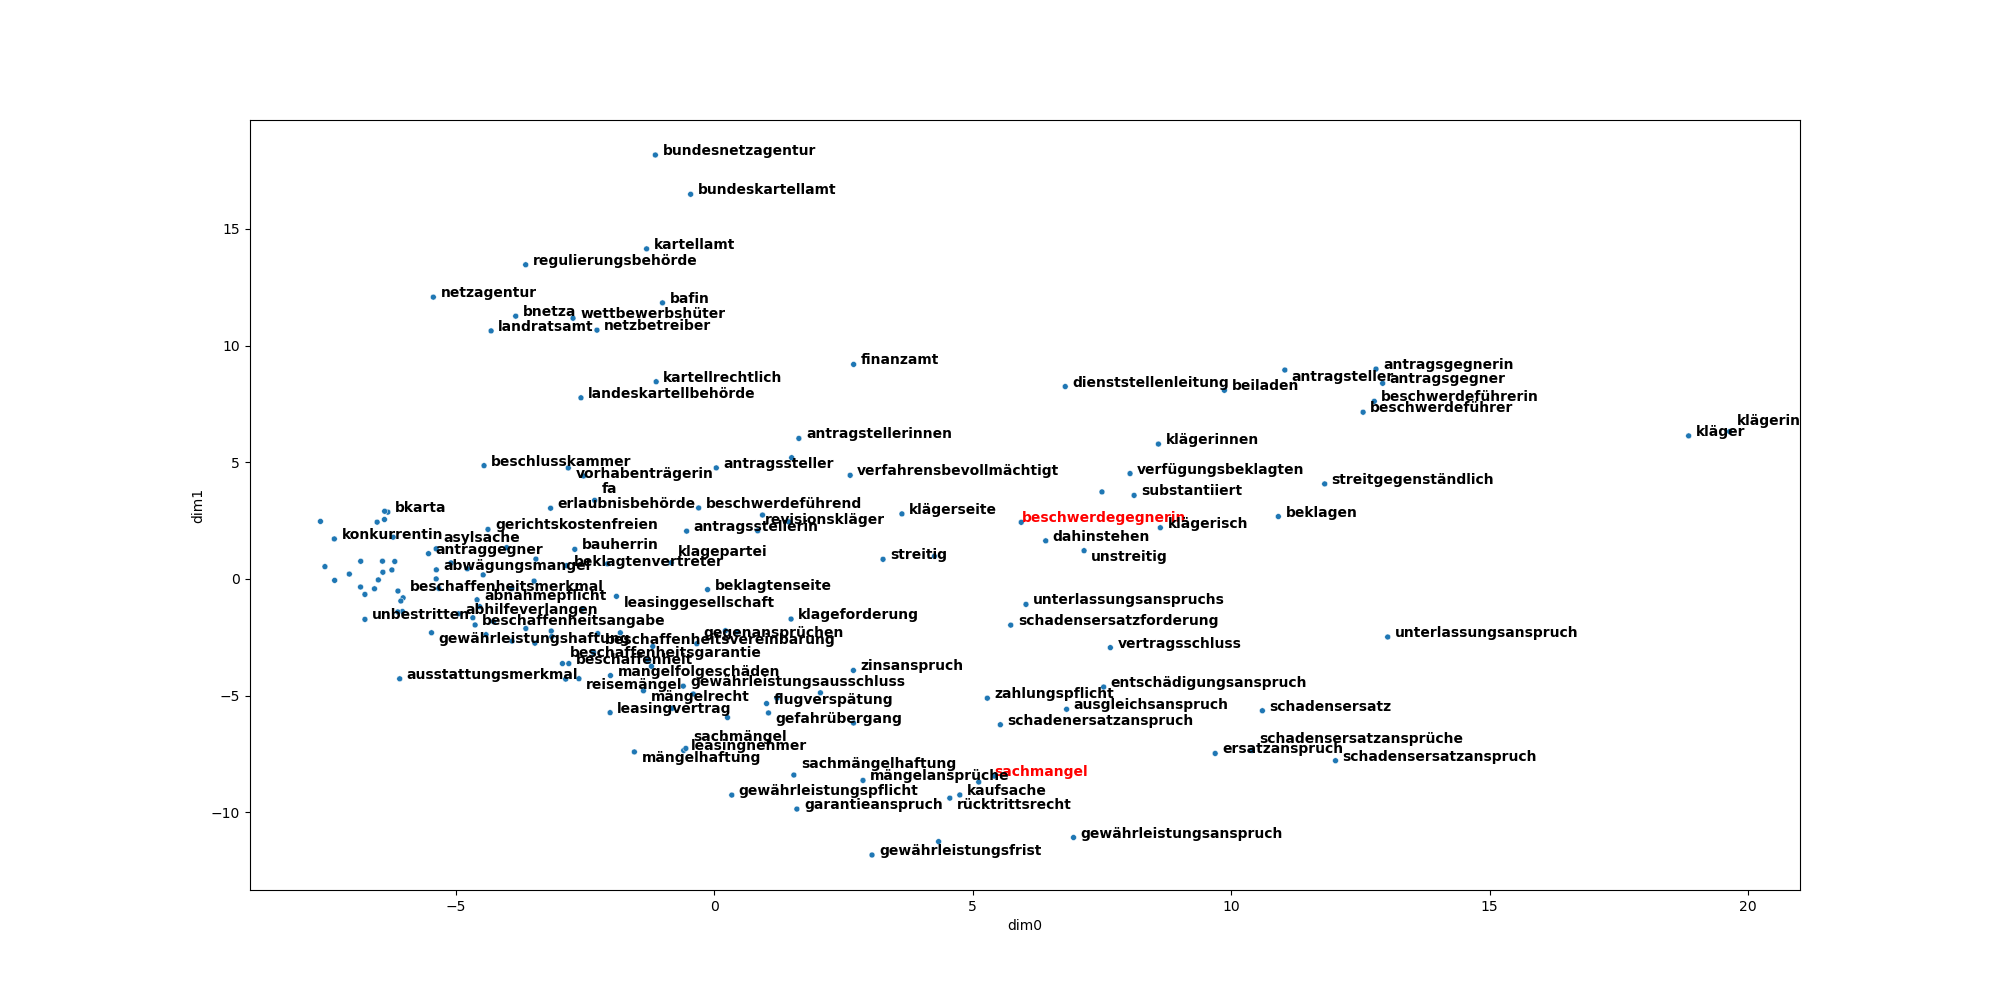 bundesnetzagentur
bundeskartellamt
15
kartellamt
regulierungsbehörde
netzagentur
bafin
bnetza
wettbewerbshüter
landratsamt
netzbetreiber
10
finanzamt
antragsgegnerin
antragsteller
antragsgegner
kartellrechtlich
dienststellenleitung
beiladen
landeskartellbehörde
beschwerdeführerin
beschwerdeführer
klägerin
kläger
antragstellerinnen
klägerinnen
5
beschlusskammer
antragssteller
verfahrensbevollmächtigt
verfügungsbeklagten
vorhabenträgerin
streitgegenständlich
fa
substantiiert
dim1
bkarta
erlaubnisbehörde
beschwerdeführend
klägerseite
beklagen
beschwerdegegnerin
revisionskläger
gerichtskostenfreien
antragsstellerin
klägerisch
konkurrentin
asylsache
dahinstehen
antraggegner
bauherrin
klagepartei
streitig
unstreitig
abwägungsmangel
beklagtenvertreter
0
beschaffenheitsmerkmal
beklagtenseite
abnahmepflicht
leasinggesellschaft
unterlassungsanspruchs
unbestritten
abhilfeverlangen
klageforderung
beschaffenheitsangabe
schadensersatzforderung
gegenansprüchen
unterlassungsanspruch
gewährleistungshaftung
beschaffenheitsvereinbarung
vertragsschluss
beschaffenheitsgarantie
beschaffenheit
zinsanspruch
ausstattungsmerkmal
mangelfolgeschäden
reisemängel
gewährleistungsausschluss
entschädigungsanspruch
−5
mängelrecht
flugverspätung
zahlungspflicht
leasingvertrag
ausgleichsanspruch
schadensersatz
gefahrübergang
schadenersatzanspruch
sachmängel
schadensersatzansprüche
leasingnehmer
ersatzanspruch
mängelhaftung
schadensersatzanspruch
sachmängelhaftung
sachmangel
mängelansprüche
gewährleistungspflicht
kaufsache
−10
garantieanspruch
rücktrittsrecht
gewährleistungsanspruch
gewährleistungsfrist
−5 0 5 10 15 20
dim0